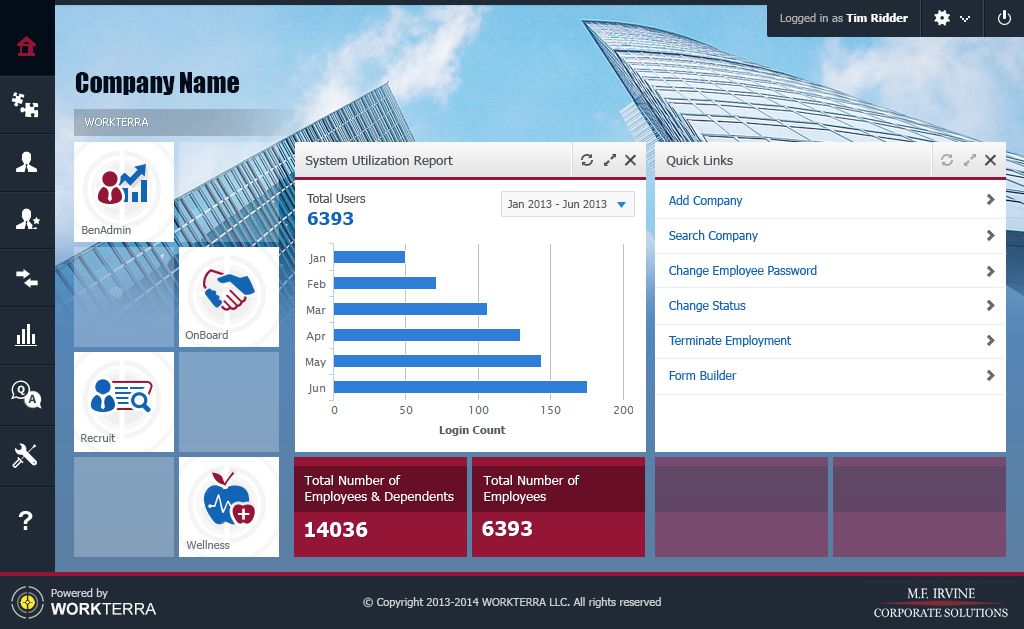 Logged in as Tim Ridder
Company Name
WORKTERRA
BenAdmin
OnBoard
Recruit
Wellness
System Utilization Report
Total Users
6393
Jan 2013 - Jun 2013
Jan
Feb
Mar
Apr
May
Jun
0 50 100 150 200
Login Count
Quick Links
Add Company
Search Company
Change Employee Password
Change Status
Terminate Employment
Form Builder
Total Number of
Employees & Dependents
14036
Total Number of
Employees
6393
Q
A
?
Powered by
WORKTERRA
© Copyright 2013-2014 WORKTERRA LLC. All rights reserved
M.F. IRVINE
CORPORATE SOLUTIONS